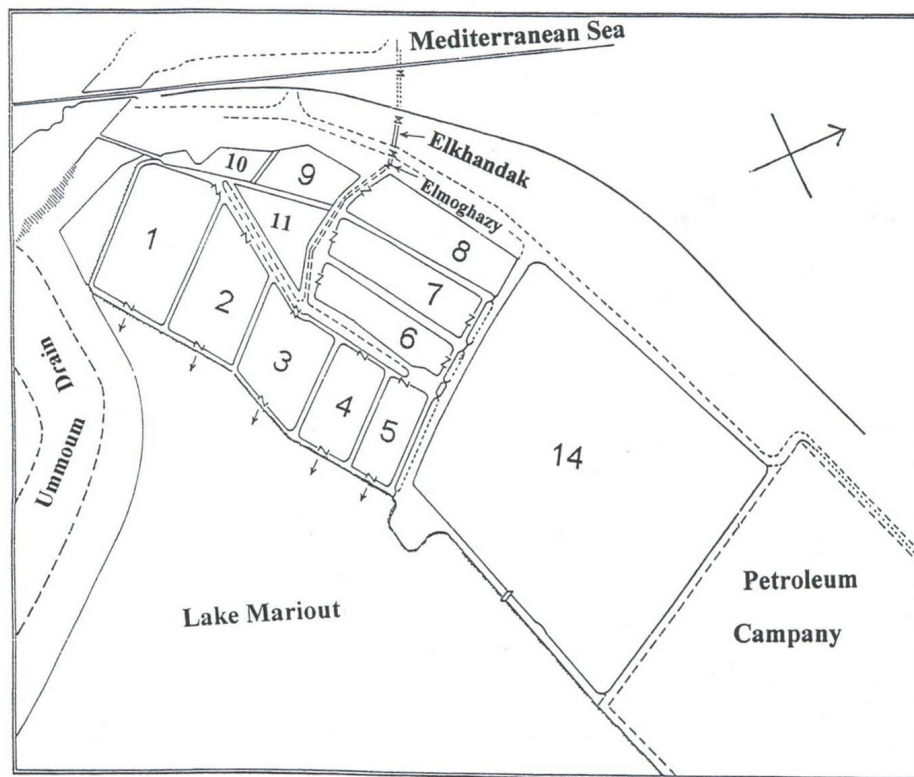 Mediterranean Sea
Elkhandak
Elmoghazy
10
9
11
1
2
3
4
5
6
7
8
14
Ummoum
Drain
Lake Mariout
Petroleum
Campany